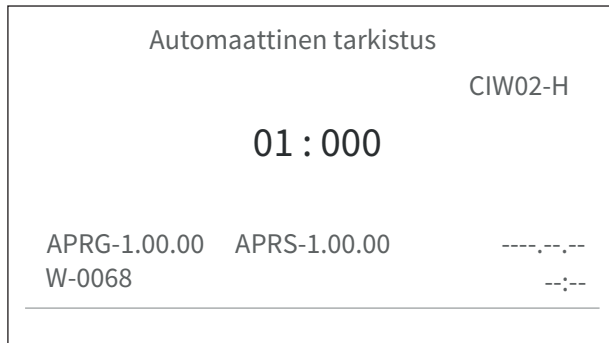 Automaattinen tarkistus
CIW02-H
01 : 000
APRG-1.00.00 APRS-1.00.00 ----.--.--
W-0068 --:--